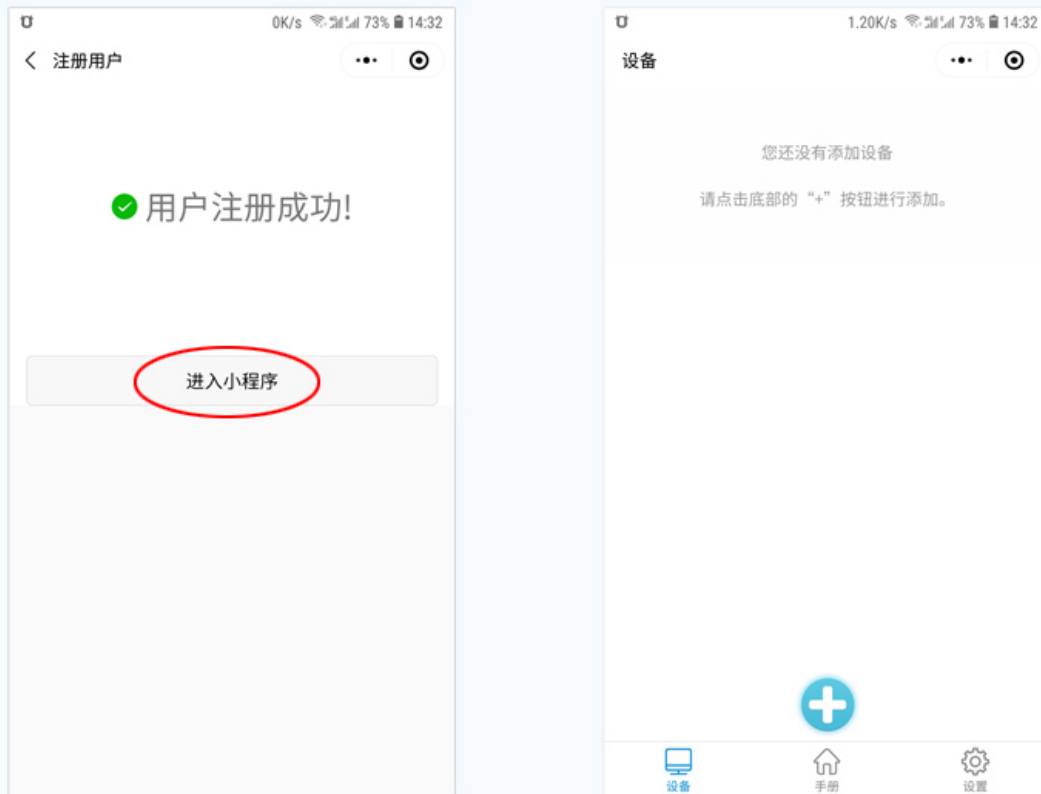 0K/s 73% 14:32
注册用户
用户注册成功!
进入小程序
1.20K/s 73% 14:32
设备
您还没有添加设备
请点击底部的“+”按钮进行添加。
设备 手册 设置